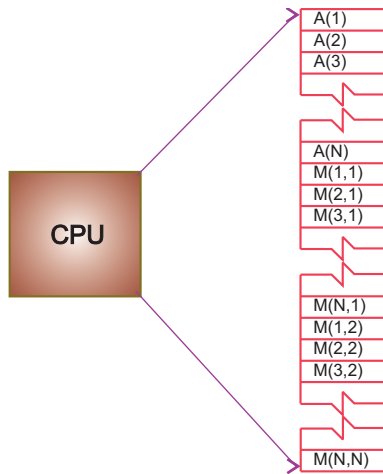 A(1)
A(2)
A(3)
A(N)
M(1,1)
M(2,1)
M(3,1)
CPU
M(N,1)
M(1,2)
M(2,2)
M(3,2)
M(N,N)